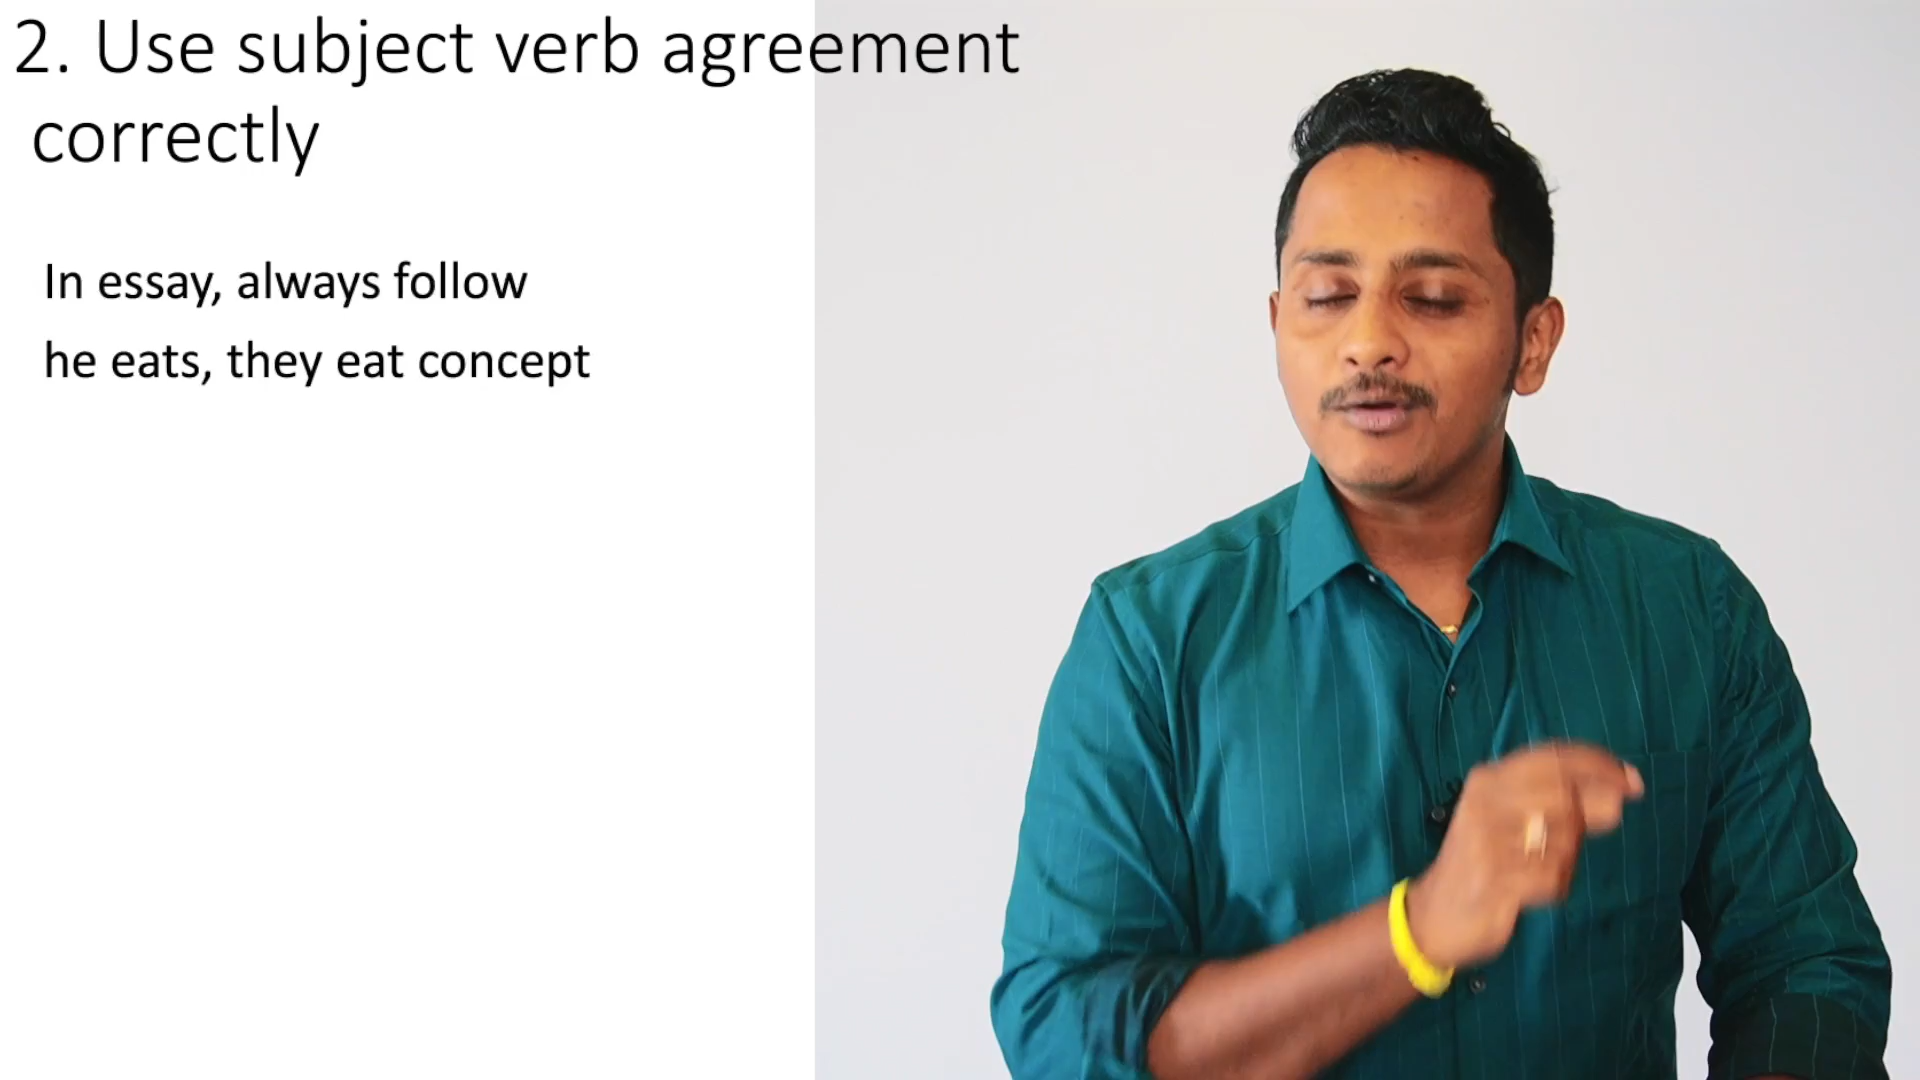 2. Use subject verb agreement
correctly
In essay, always follow
he eats, they eat concept